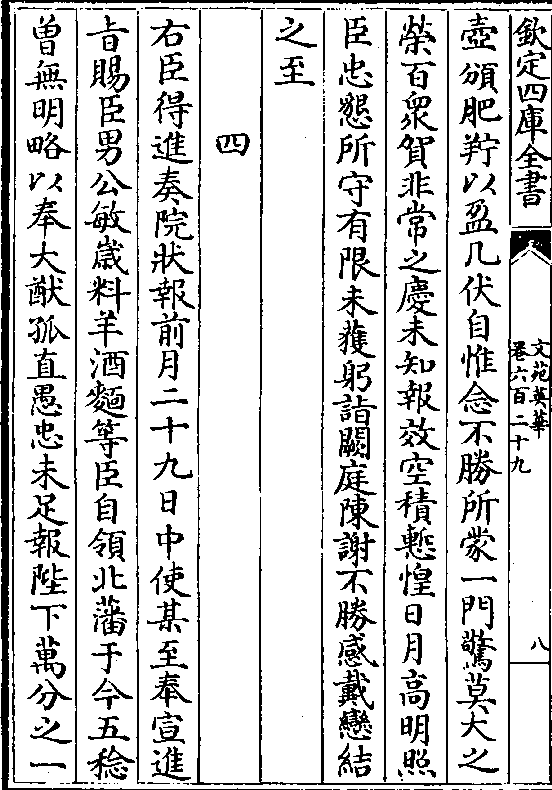 欽定四庫全書
文苑英華
卷六百二十九
八
壺頒肥羜以盈几伏自惟念不勝所蒙一門驚莫大之
榮百衆賀非常之慶未知報效空積慙惶日月高明照
臣忠懇所守有限未獲躬詣闕庭陳謝不勝感戴戀結
之至
四
右臣得進奏院狀報前月二十九日中使某至奉宣進
㫖賜臣男公敏歲料羊酒麵等臣自領北藩于今五稔
曽無明略以奉大猷孤直愚忠未足報陛下萬分之一